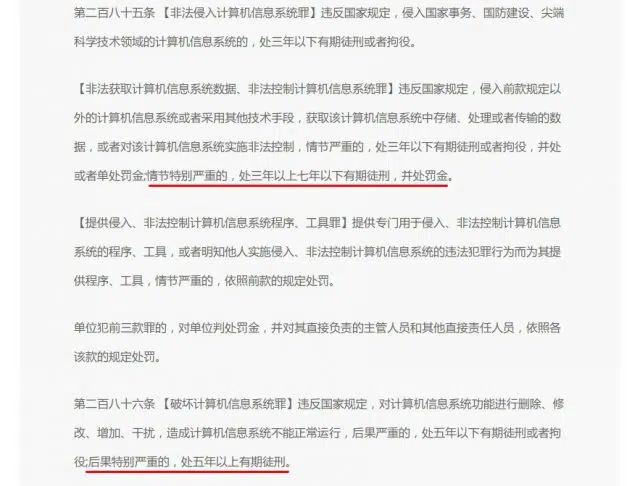 第二百八十五条 【非法侵入计算机信息系统罪】违反国家规定，侵入国家事务、国防建设、尖端
科学技术领域的计算机信息系统的，处三年以下有期徒刑或者拘役。
【非法获取计算机信息系统数据、非法控制计算机信息系统罪】违反国家规定，侵入前款规定以
外的计算机信息系统或者采用其他技术手段，获取该计算机信息系统中存储、处理或者传输的数
据，或者对该计算机信息系统实施非法控制，情节严重的，处三年以下有期徒刑或者拘役，并处
或者单处罚金;情节特别严重的，处三年以上七年以下有期徒刑，并处罚金。
【提供侵入、非法控制计算机信息系统程序、工具罪】提供专门用于侵入、非法控制计算机信息
系统的程序、工具，或者明知他人实施侵入、非法控制计算机信息系统的违法犯罪行为而为其提
供程序、工具，情节严重的，依照前款的规定处罚。
单位犯前三款罪的，对单位判处罚金，并对其直接负责的主管人员和其他直接责任人员，依照各
该款的规定处罚。
第二百八十六条 【破坏计算机信息系统罪】违反国家规定，对计算机信息系统功能进行删除、修
改、增加、干扰，造成计算机信息系统不能正常运行，后果严重的，处五年以下有期徒刑或者拘
役;后果特别严重的，处五年以上有期徒刑。